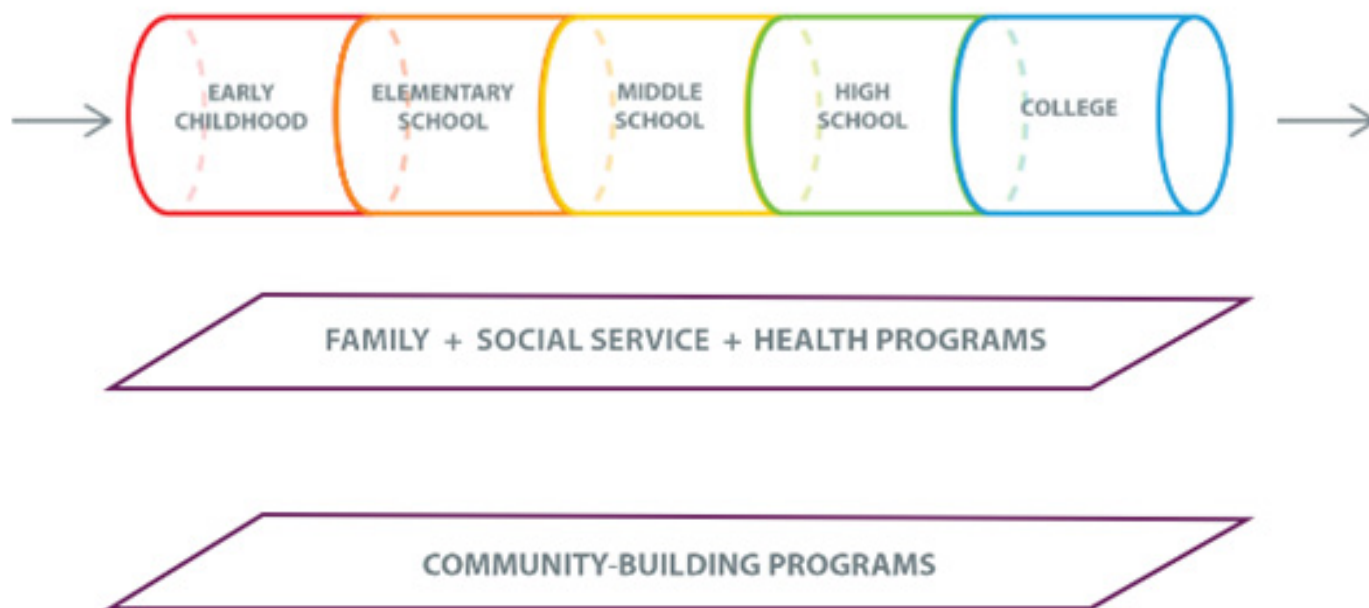 EARLY
CHILDHOOD
ELEMENTARY
SCHOOL
MIDDLE
SCHOOL
HIGH
SCHOOL
COLLEGE
FAMILY + SOCIAL SERVICE + HEALTH PROGRAMS
COMMUNITY-BUILDING PROGRAMS